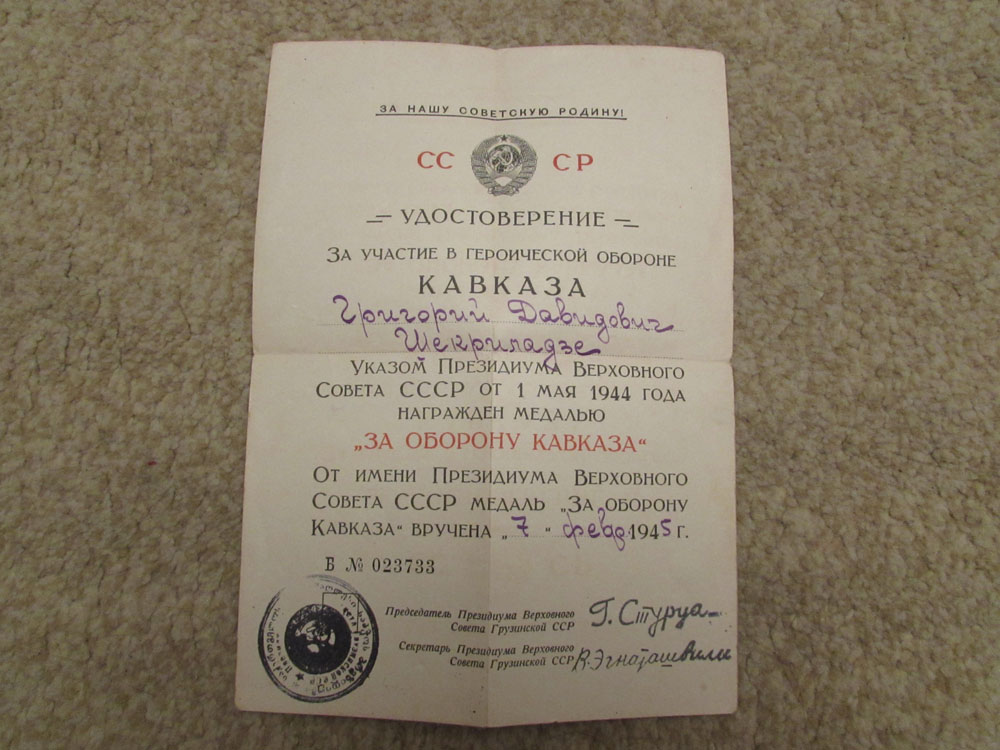 ЗА НАШУ СОВЕТСКУЮ РОДИНУ!
СС СР
УДОСТОВЕРЕНИЕ
ЗА УЧАСТИЕ В ГЕРОИЧЕСКОЙ ОБОРОНЕ
КАВКАЗА
Григорий Давидович
Шекриладзе
УКАЗОМ ПРЕЗИДИУМА ВЕРХОВНОГО
СОВЕТА СССР ОТ 1 МАЯ 1944 ГОДА
НАГРАЖДЕН МЕДАЛЬЮ
„ЗА ОБОРОНУ КАВКАЗА“
ОТ ИМЕНИ ПРЕЗИДИУМА ВЕРХОВНОГО
СОВЕТА СССР МЕДАЛЬ „ЗА ОБОРОНУ
КАВКАЗА“ ВРУЧЕНА „7“ февр 1945 Г.
Б № 023733
Председатель Президиума Верховного
Совета Грузинской ССР Г. Стуруа
Секретарь Президиума Верховного
Совета Грузинской ССР В. Эгнаташвили